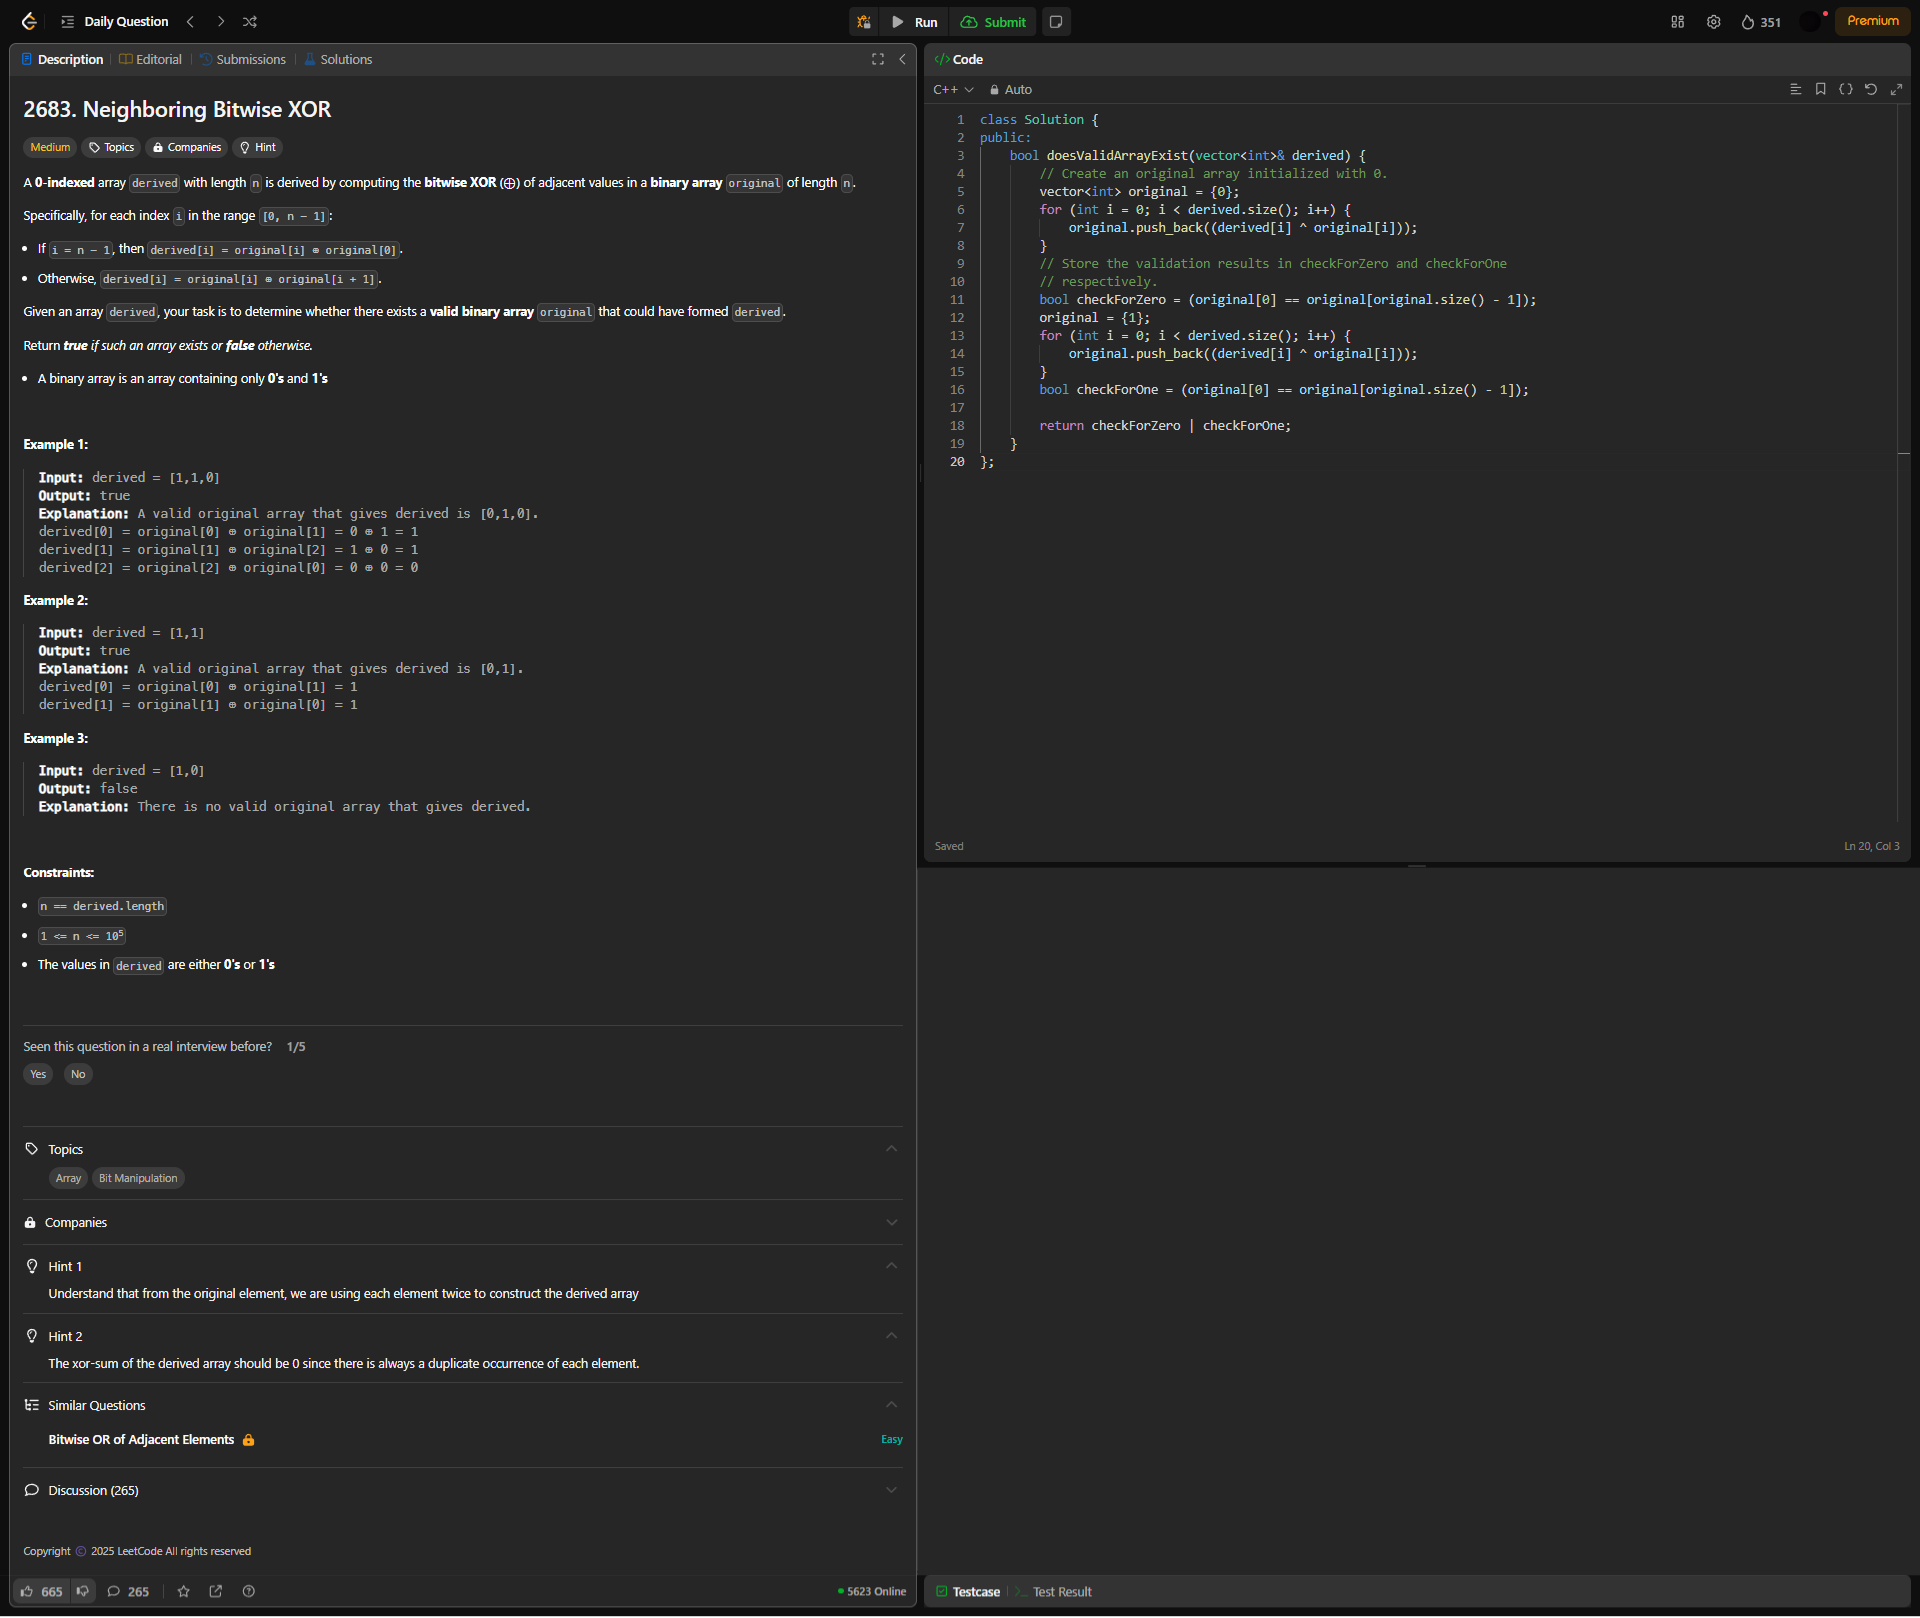 Daily Question
Run
Submit
351
Premium
Description
Editorial
Submissions
Solutions
2683. Neighboring Bitwise XOR
Medium
Topics
Companies
Hint
A 0-indexed array derived with length n is derived by computing the bitwise XOR (⊕) of adjacent values in a binary array original of length n.
Specifically, for each index i in the range [0, n - 1]:
• If i = n - 1, then derived[i] = original[i] ⊕ original[0].
• Otherwise, derived[i] = original[i] ⊕ original[i + 1].
Given an array derived, your task is to determine whether there exists a valid binary array original that could have formed derived.
Return true if such an array exists or false otherwise.
• A binary array is an array containing only 0's and 1's
Example 1:
Input: derived = [1,1,0]
Output: true
Explanation: A valid original array that gives derived is [0,1,0].
derived[0] = original[0] ⊕ original[1] = 0 ⊕ 1 = 1
derived[1] = original[1] ⊕ original[2] = 1 ⊕ 0 = 1
derived[2] = original[2] ⊕ original[0] = 0 ⊕ 0 = 0
Example 2:
Input: derived = [1,1]
Output: true
Explanation: A valid original array that gives derived is [0,1].
derived[0] = original[0] ⊕ original[1] = 1
derived[1] = original[1] ⊕ original[0] = 1
Example 3:
Input: derived = [1,0]
Output: false
Explanation: There is no valid original array that gives derived.
Constraints:
• n == derived.length
• 1 <= n <= 10⁵
• The values in derived are either 0's or 1's
Seen this question in a real interview before? 1/5
Yes
No
Topics
Array
Bit Manipulation
Companies
Hint 1
Understand that from the original element, we are using each element twice to construct the derived array
Hint 2
The xor-sum of the derived array should be 0 since there is always a duplicate occurrence of each element.
Similar Questions
Bitwise OR of Adjacent Elements
Easy
Discussion (265)
Copyright © 2025 LeetCode All rights reserved
665
265
5623 Online
</> Code
C++
Auto
1 class Solution {
2 public:
3     bool doesValidArrayExist(vector<int>& derived) {
4         // Create an original array initialized with 0.
5         vector<int> original = {0};
6         for (int i = 0; i < derived.size(); i++) {
7             original.push_back((derived[i] ^ original[i]));
8         }
9         // Store the validation results in checkForZero and checkForOne
10         // respectively.
11         bool checkForZero = (original[0] == original[original.size() - 1]);
12         original = {1};
13         for (int i = 0; i < derived.size(); i++) {
14             original.push_back((derived[i] ^ original[i]));
15         }
16         bool checkForOne = (original[0] == original[original.size() - 1]);
17
18         return checkForZero | checkForOne;
19     }
20 };
Saved
Ln 20, Col 3
Testcase
Test Result